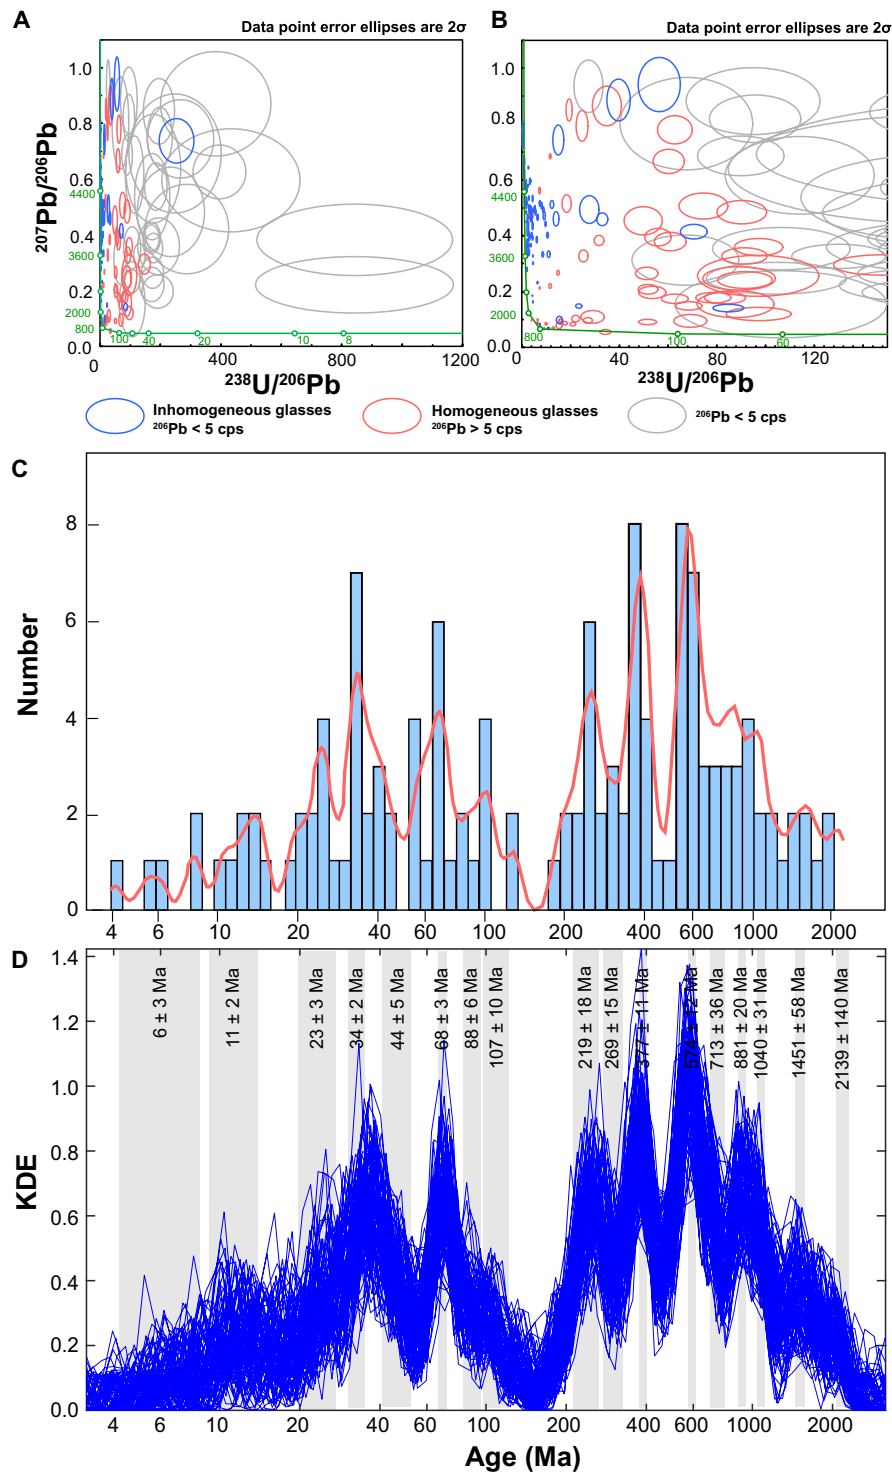 A
Data point error ellipses are 2σ
B
Data point error ellipses are 2σ
1.0
0.8
0.6
0.4
0.2
0.0
4400
3600
2000
800
100
40
20
10
8
0
400
800
1200
²⁰⁷Pb/²⁰⁶Pb
²³⁸U/²⁰⁶Pb
1.0
0.8
0.6
0.4
0.2
0.0
4400
3600
2000
800
100
60
0
40
80
120
²³⁸U/²⁰⁶Pb
Inhomogeneous glasses
²⁰⁶Pb < 5 cps
Homogeneous glasses
²⁰⁶Pb > 5 cps
²⁰⁶Pb < 5 cps
C
8
6
4
2
0
Number
4 6 10 20 40 60 100 200 400 600 1000 2000
D
1.4
1.2
1.0
0.8
0.6
0.4
0.2
0.0
KDE
6 ± 3 Ma
11 ± 2 Ma
23 ± 3 Ma
34 ± 2 Ma
44 ± 5 Ma
68 ± 3 Ma
88 ± 6 Ma
107 ± 10 Ma
219 ± 18 Ma
269 ± 15 Ma
377 ± 11 Ma
574 ± 12 Ma
713 ± 36 Ma
881 ± 20 Ma
1040 ± 31 Ma
1451 ± 58 Ma
2139 ± 140 Ma
4 6 10 20 40 60 100 200 400 600 1000 2000
Age (Ma)